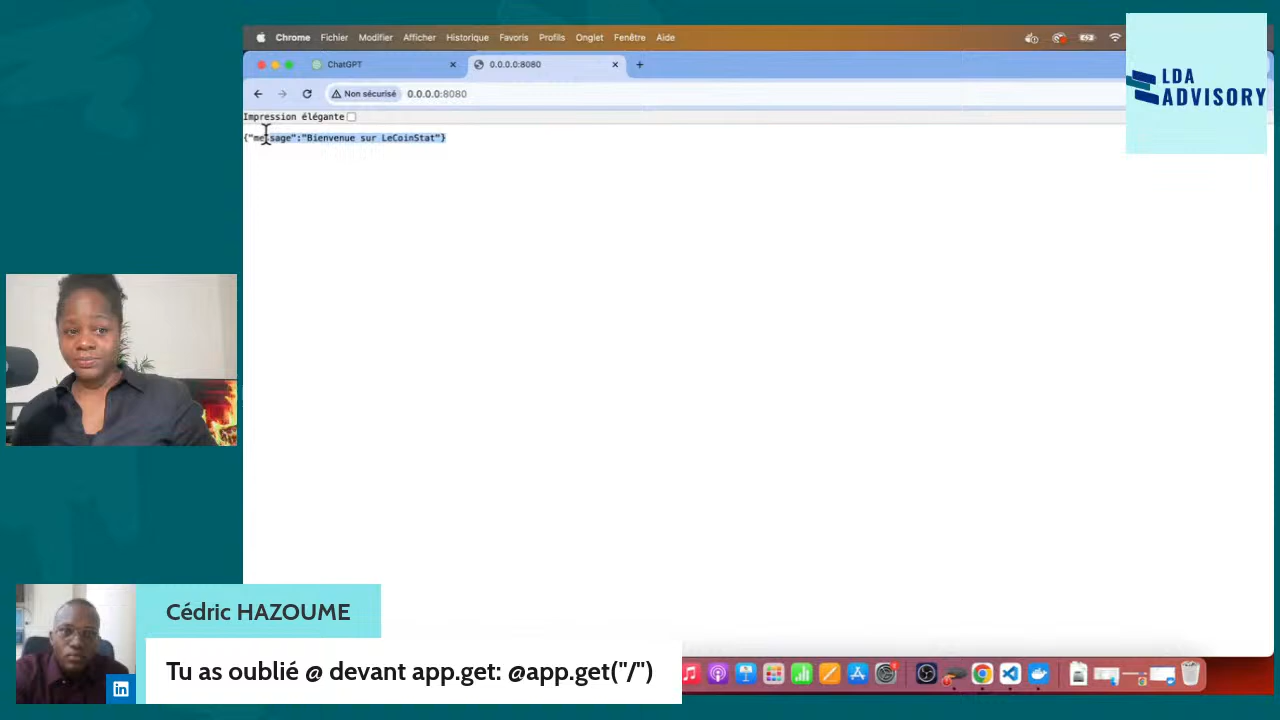 Chrome Fichier Modifier Afficher Historique Favoris Profils Onglet Fenêtre Aide
ChatGPT
0.0.0.0:8080
Non sécurisé
0.0.0.0:8080
Impression élégante
{"message":"Bienvenue sur LeCoinStat"}
LDA
ADVISORY
Cédric HAZOUME
Tu as oublié @ devant app.get: @app.get("/")
in